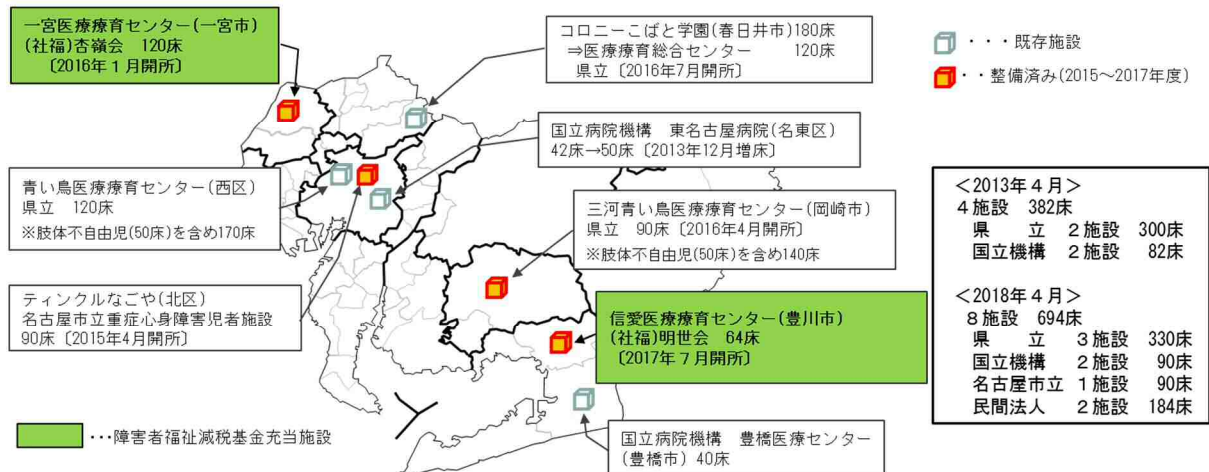 一宮医療療育センター(一宮市)
(社福)杏嶺会 120床
〔2016年1月開所〕
コロニーこばと学園(春日井市)180床
⇒医療療育総合センター 120床
県立〔2016年7月開所〕
・・・既存施設
・・整備済み(2015～2017年度)
国立病院機構 東名古屋病院(名東区)
42床→50床〔2013年12月増床〕
青い鳥医療療育センター(西区)
県立 120床
※肢体不自由児(50床)を含め170床
三河青い鳥医療療育センター(岡崎市)
県立 90床〔2016年4月開所〕
※肢体不自由児(50床)を含め140床
ティンクルなごや(北区)
名古屋市立重症心身障害児者施設
90床〔2015年4月開所〕
信愛医療療育センター(豊川市)
(社福)明世会 64床
〔2017年7月開所〕
＜2013年４月＞
４施設 382床
県 立 ２施設 300床
国立機構 ２施設 82床
＜2018年４月＞
８施設 694床
県 立 ３施設 330床
国立機構 ２施設 90床
名古屋市立 １施設 90床
民間法人 ２施設 184床
・・・障害者福祉減税基金充当施設
国立病院機構 豊橋医療センター
(豊橋市) 40床